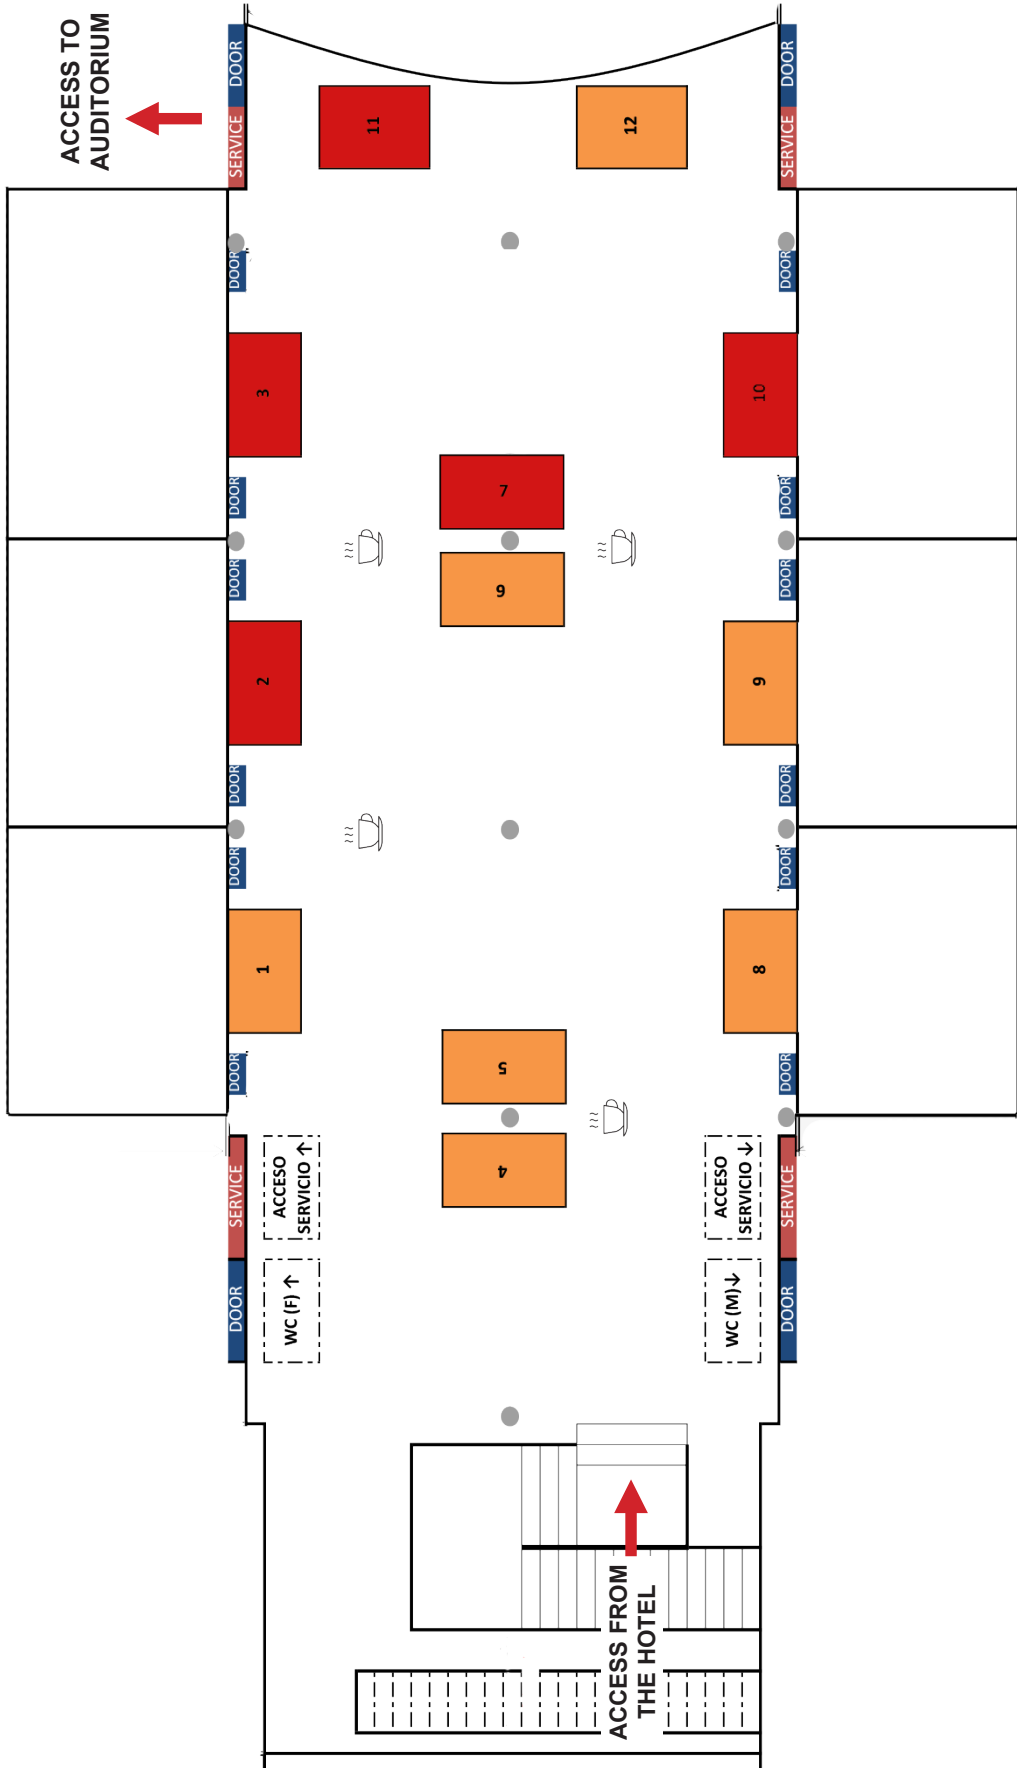 ACCESS TO
AUDITORIUM
DOOR
SERVICE
DOOR
SERVICE
11
12
DOOR
DOOR
3
10
7
DOOR
DOOR
6
DOOR
DOOR
2
9
DOOR
DOOR
DOOR
DOOR
1
8
5
DOOR
DOOR
4
SERVICE
ACCESO
SERVICIO ↑
ACCESO
SERVICIO ↓
SERVICE
DOOR
WC (F) ↑
WC (M)↓
DOOR
ACCESS FROM
THE HOTEL